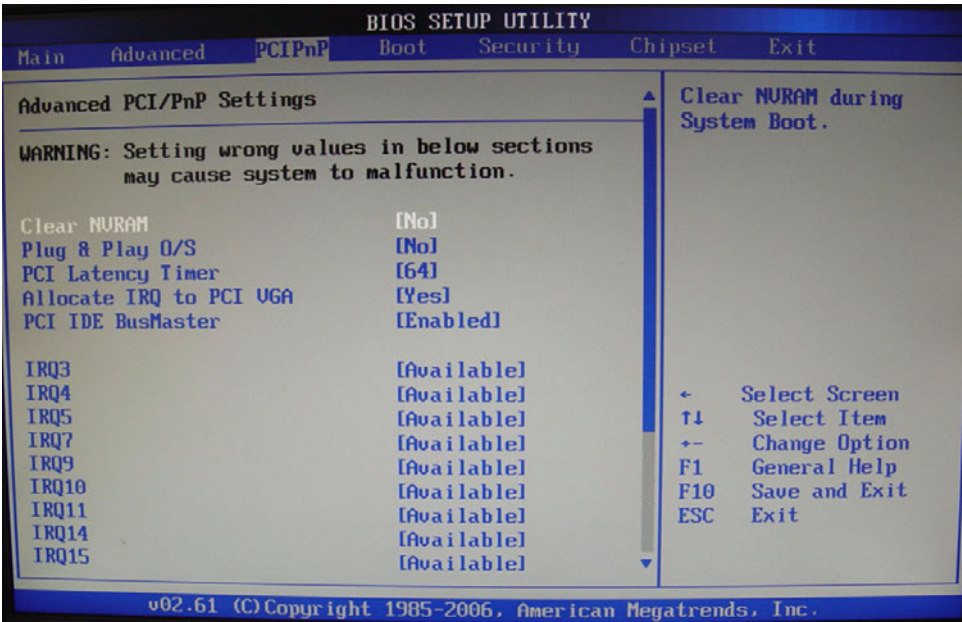 BIOS SETUP UTILITY
Main Advanced PCIPnP Boot Security Chipset Exit
Advanced PCI/PnP Settings
WARNING: Setting wrong values in below sections
may cause system to malfunction.
Clear NVRAM [No]
Plug & Play O/S [No]
PCI Latency Timer [64]
Allocate IRQ to PCI VGA [Yes]
PCI IDE BusMaster [Enabled]
IRQ3 [Available]
IRQ4 [Available]
IRQ5 [Available]
IRQ7 [Available]
IRQ9 [Available]
IRQ10 [Available]
IRQ11 [Available]
IRQ14 [Available]
IRQ15 [Available]
Clear NVRAM during
System Boot.
← Select Screen
↑↓ Select Item
+- Change Option
F1 General Help
F10 Save and Exit
ESC Exit
v02.61 (C)Copyright 1985-2006, American Megatrends, Inc.